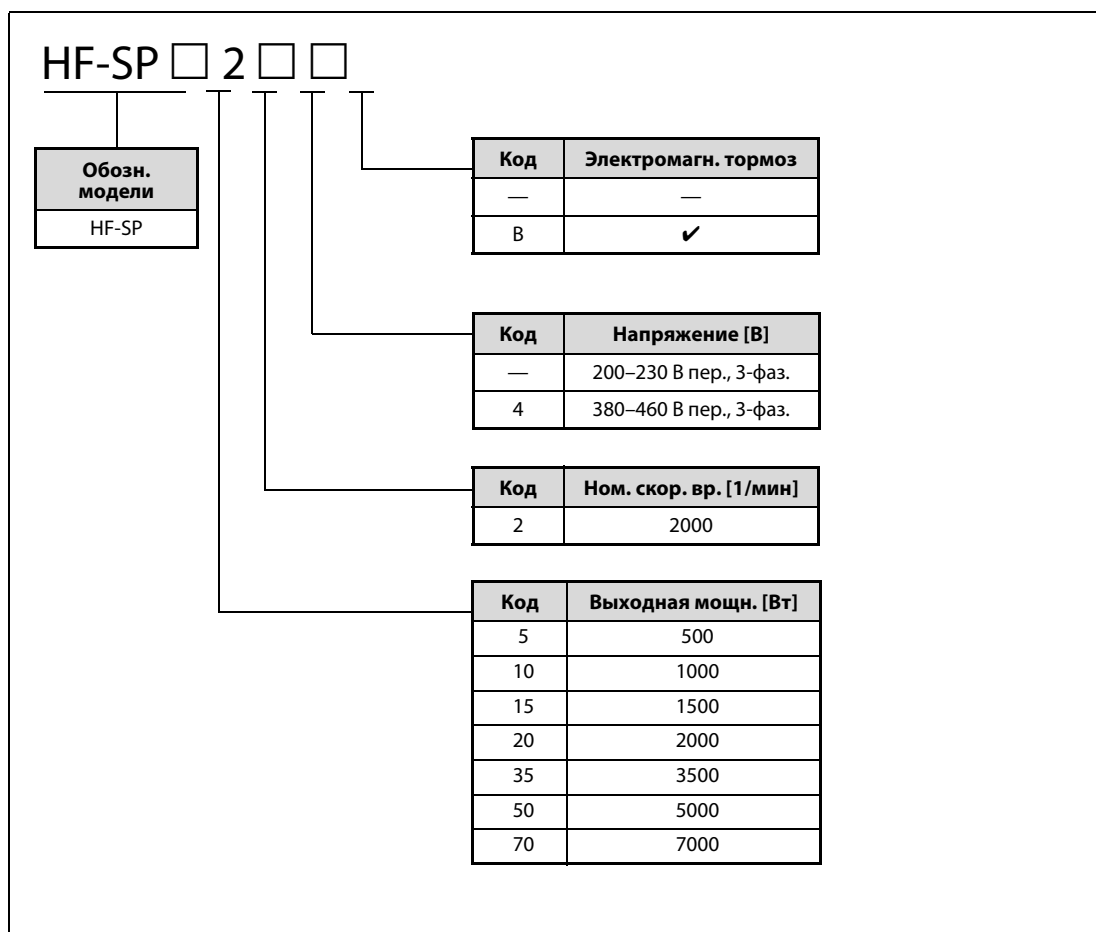 HF-SP □ 2 □ □
Обозн. модели
HF-SP
Код Электромагн. тормоз
— —
B ✔
Код Напряжение [В]
— 200–230 В пер., 3-фаз.
4 380–460 В пер., 3-фаз.
Код Ном. скор. вр. [1/мин]
2 2000
Код Выходная мощн. [Вт]
5 500
10 1000
15 1500
20 2000
35 3500
50 5000
70 7000